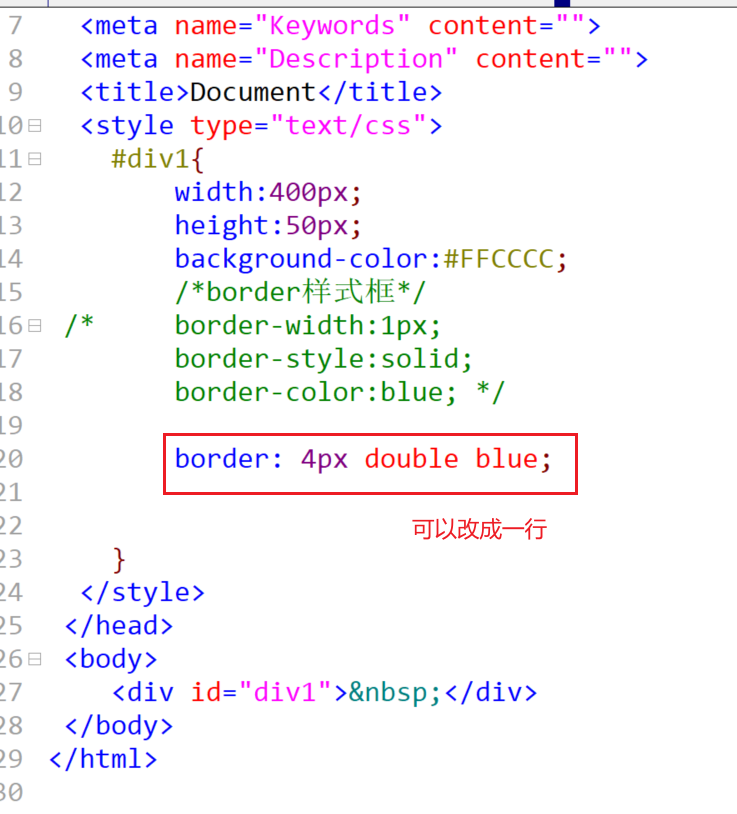 7 <meta name="Keywords" content="">
8 <meta name="Description" content="">
9 <title>Document</title>
10 <style type="text/css">
11 #div1{
12 width:400px;
13 height:50px;
14 background-color:#FFCCCC;
15 /*border样式框*/
16 /* border-width:1px;
17 border-style:solid;
18 border-color:blue; */
19
20 border: 4px double blue;
21
22
可以改成一行
23 }
24 </style>
25 </head>
26 <body>
27 <div id="div1">&nbsp;</div>
28 </body>
29 </html>
30